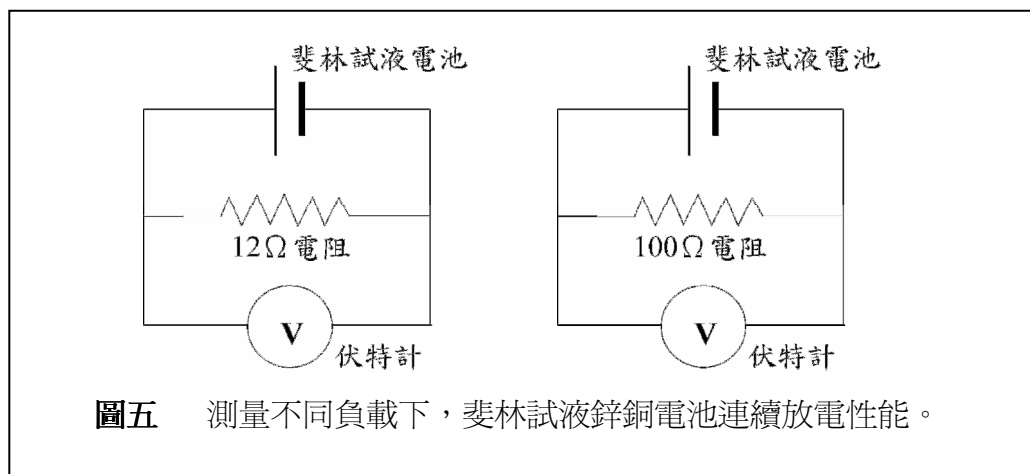 斐林試液電池
斐林試液電池
12Ω電阻
100Ω電阻
V
V
伏特計
伏特計
圖五 測量不同負載下，斐林試液鋅銅電池連續放電性能。